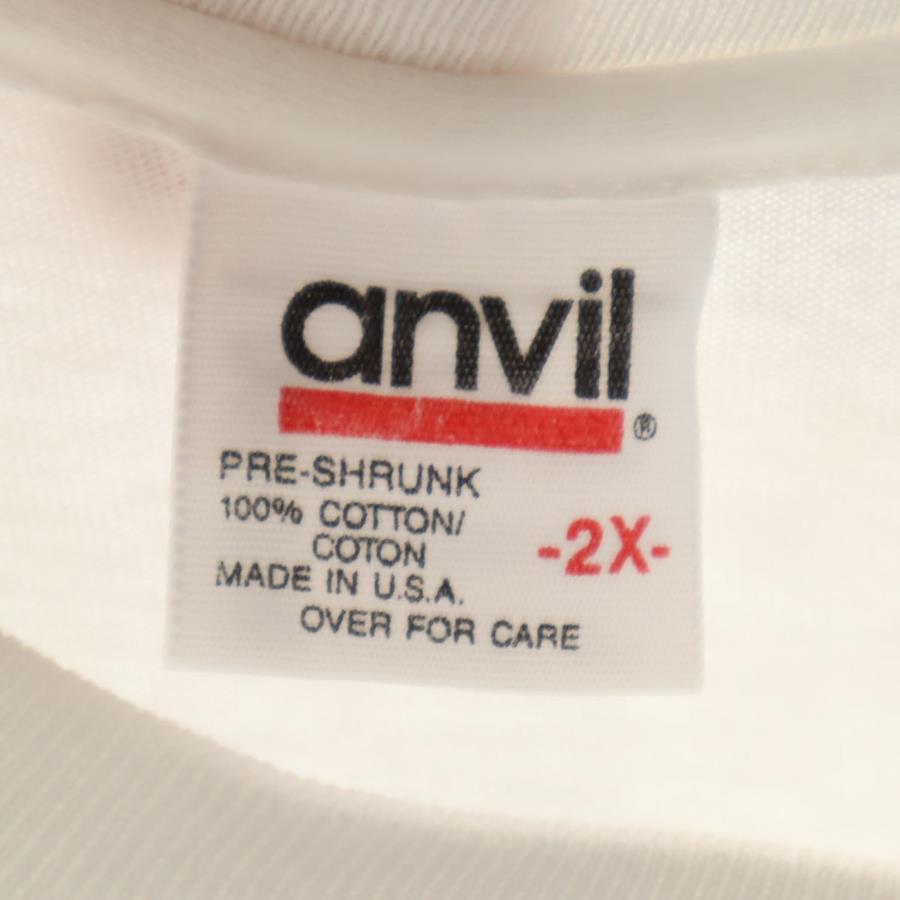 anvil®
PRE-SHRUNK
100% COTTON/
COTON
-2X-
MADE IN U.S.A.
OVER FOR CARE